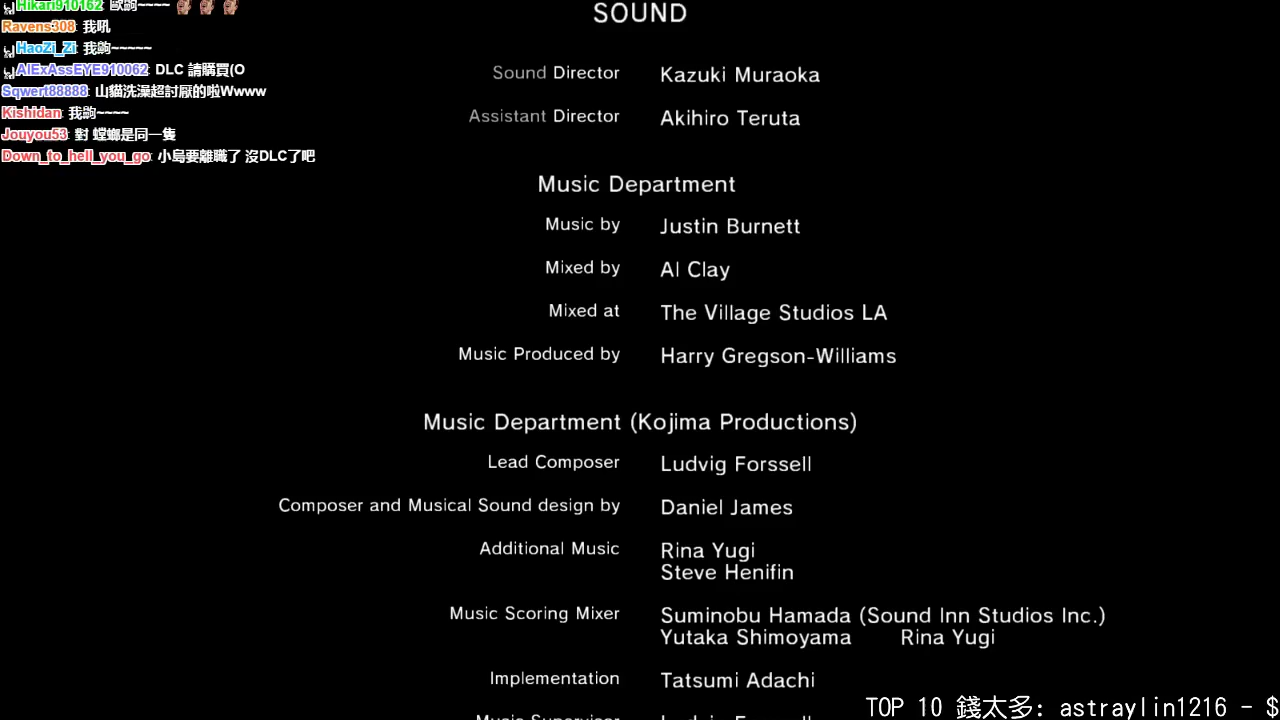 Hikari910162: 歐齁~~~~
Ravens308: 我吼
HaoZi_Zi: 我齁~~~~~
AlExAssEYE910062: DLC 請購買(O
Sqwert88888: 山貓洗澡超討厭的啦Wwww
Kishidan: 我齁~~~~
Jouyou53: 對 螳螂是同一隻
Down_to_hell_you_go: 小島要離職了 沒DLC了吧
SOUND
Sound Director Kazuki Muraoka
Assistant Director Akihiro Teruta
Music Department
Music by Justin Burnett
Mixed by Al Clay
Mixed at The Village Studios LA
Music Produced by Harry Gregson-Williams
Music Department (Kojima Productions)
Lead Composer Ludvig Forssell
Composer and Musical Sound design by Daniel James
Additional Music Rina Yugi
Steve Henifin
Music Scoring Mixer Suminobu Hamada (Sound Inn Studios Inc.)
Yutaka Shimoyama Rina Yugi
Implementation Tatsumi Adachi
Music Supervisor Ludvig Forssell
TOP 10 錢太多: astraylin1216 - $